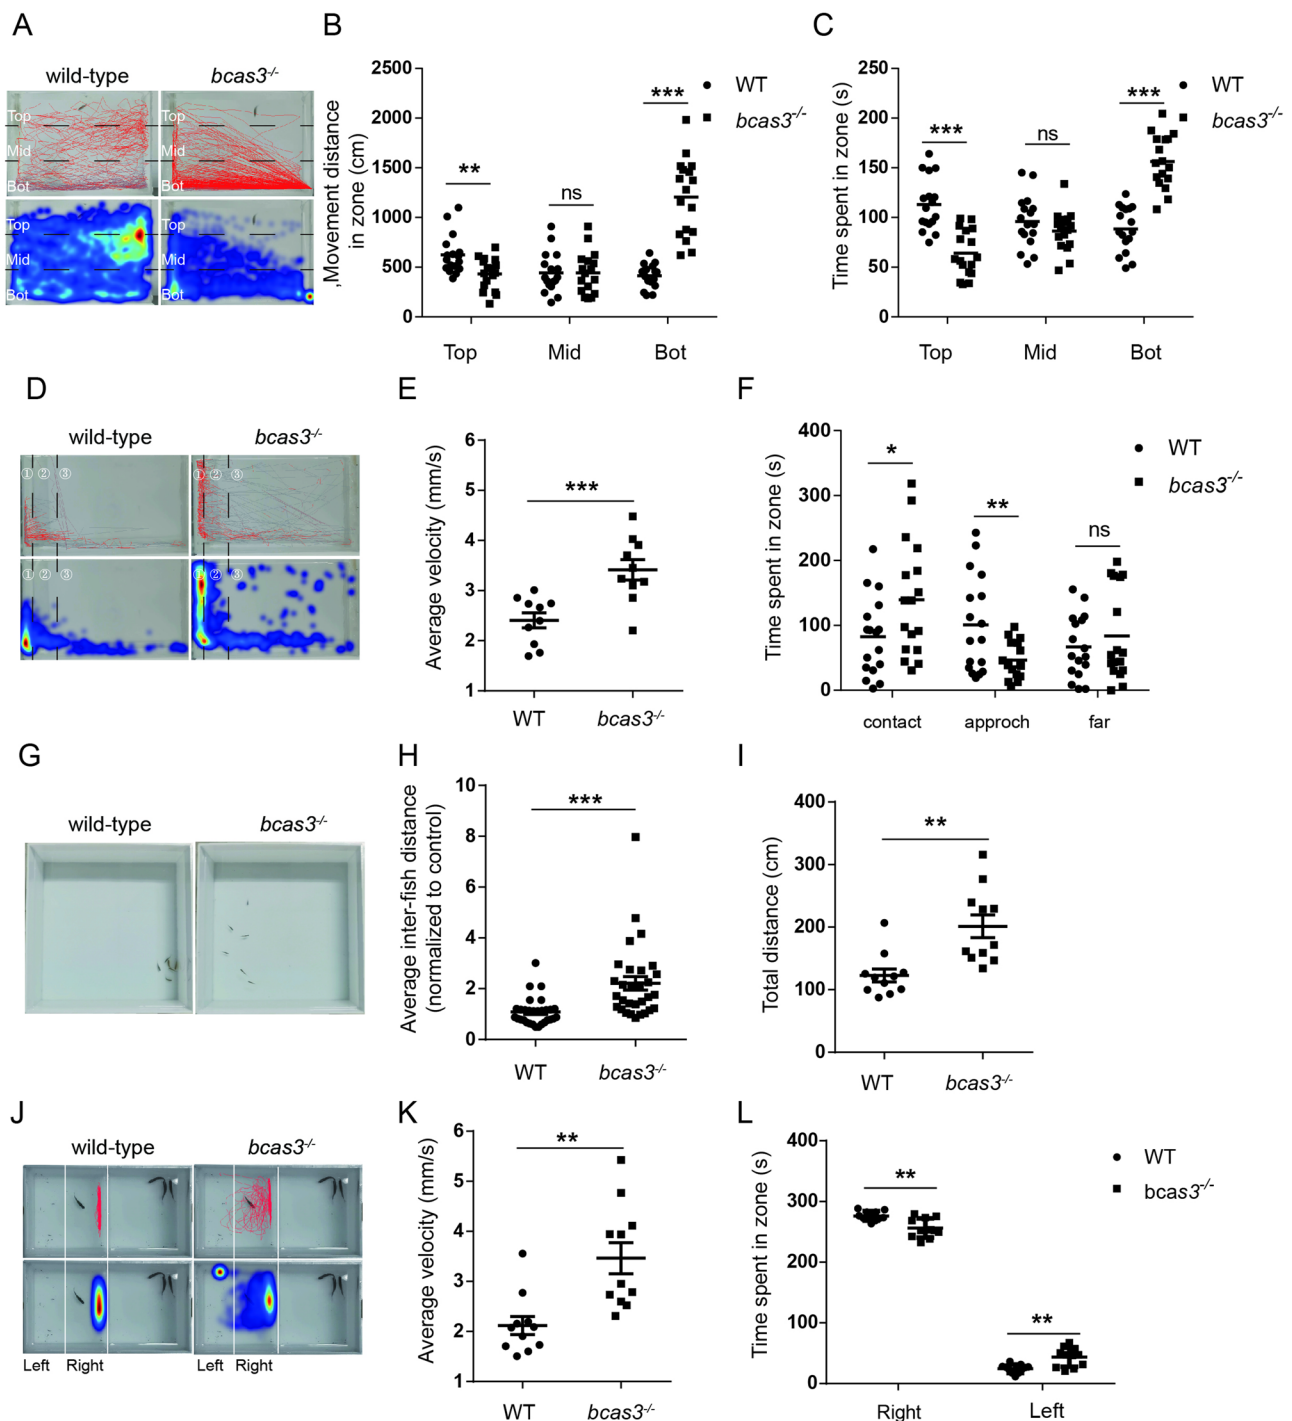 A
wild-type bcas3-/-
Top
Mid
Bot
Top
Mid
Bot
Top
Mid
Bot
Top
Mid
Bot
B
,Movement distance
in zone (cm)
2500
2000
1500
1000
500
0
** ns ***
Top Mid Bot
WT
bcas3-/-
C
Time spent in zone (s)
250
200
150
100
50
0
*** ns ***
Top Mid Bot
WT
bcas3-/-
D
wild-type bcas3-/-
① ② ③
① ② ③
① ② ③
② ③
E
Average velocity (mm/s)
6
5
4
3
2
1
***
WT bcas3-/-
F
Time spent in zone (s)
400
300
200
100
0
* ** ns
contact approch far
WT
bcas3-/-
G
wild-type bcas3-/-
H
Average inter-fish distance
(normalized to control)
10
8
6
4
2
0
***
WT bcas3-/-
I
Total distance (cm)
400
300
200
100
0
**
WT bcas3-/-
J
wild-type bcas3-/-
Left Right Left Right
K
Average velocity (mm/s)
6
5
4
3
2
1
**
WT bcas3-/-
L
Time spent in zone (s)
400
300
200
100
0
** **
Right Left
WT
bcas3-/-